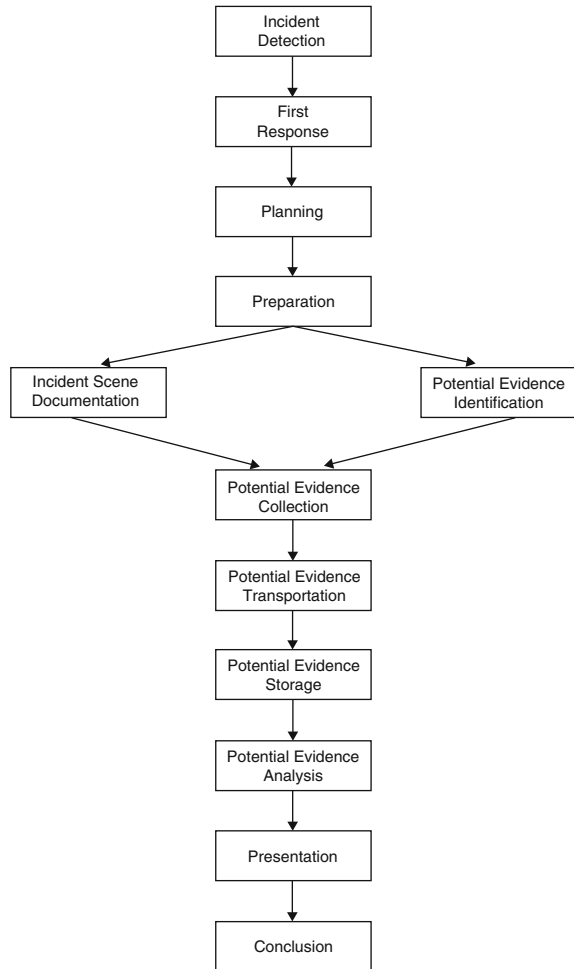 Incident
Detection
First
Response
Planning
Preparation
Incident Scene
Documentation
Potential Evidence
Identification
Potential Evidence
Collection
Potential Evidence
Transportation
Potential Evidence
Storage
Potential Evidence
Analysis
Presentation
Conclusion